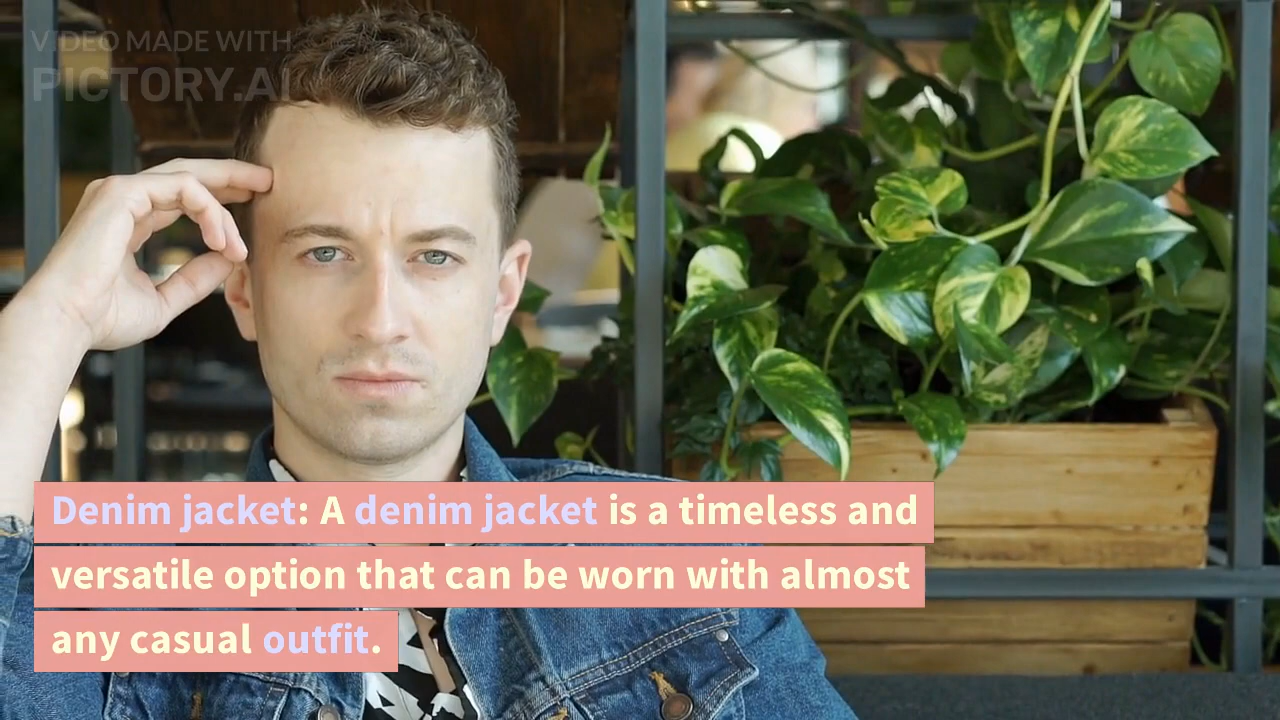 VIDEO MADE WITH
PICTORY.AI
Denim jacket: A denim jacket is a timeless and
versatile option that can be worn with almost
any casual outfit.